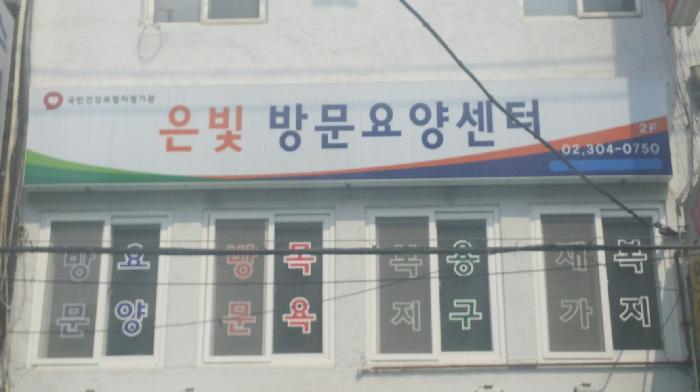 국민건강보험지정기관
은빛 방문요양센터
2F
02.304-0750
방문 요양
방문 목욕
복지 용구
재가 복지